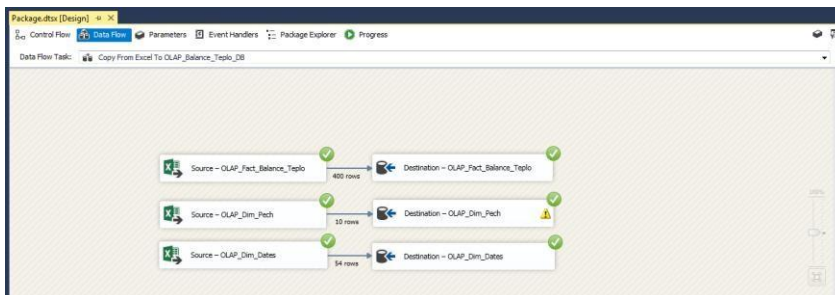 Package.dtsx [Design]
Control Flow Data Flow Parameters Event Handlers Package Explorer Progress
Data Flow Task: Copy From Excel To OLAP_Balance_Teplo_DB
Source – OLAP_Fact_Balance_Teplo 400 rows Destination – OLAP_Fact_Balance_Teplo
Source – OLAP_Dim_Pech 10 rows Destination – OLAP_Dim_Pech
Source – OLAP_Dim_Dates 54 rows Destination – OLAP_Dim_Dates
100%